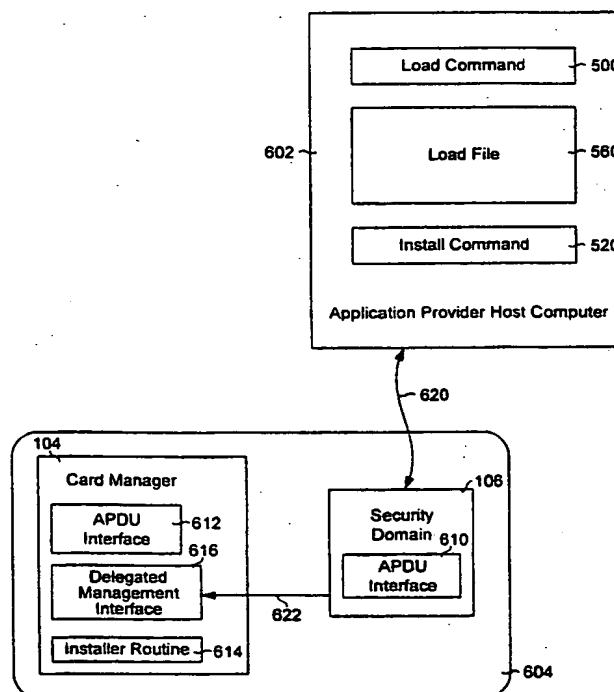 Load Command
500
602
Load File
560
Install Command
520
Application Provider Host Computer
620
104
Card Manager
106
APDU
Interface
612
Security
Domain
616
610
Delegated
Management
Interface
APDU
Interface
622
Installer Routine
614
604